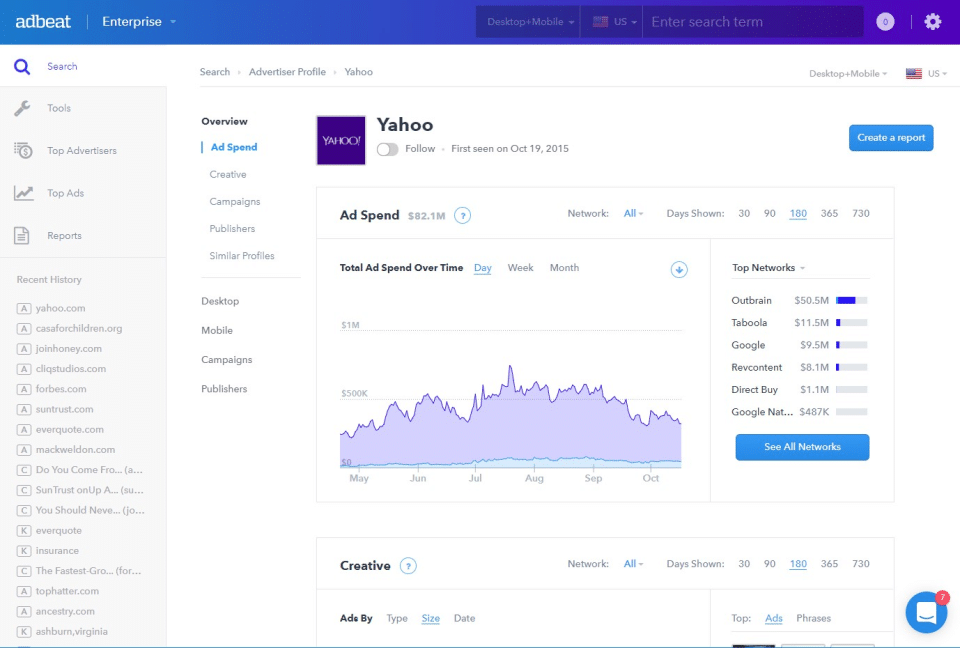 adbeat
Enterprise
Desktop+Mobile
US
Enter search term
0
Search
Tools
Top Advertisers
Top Ads
Reports
Recent History
A yahoo.com
A casaforchildren.org
A joinhoney.com
A cliqstudios.com
A forbes.com
A suntrust.com
A everquote.com
A mackweldon.com
C Do You Come Fro... (a...
C SunTrust onUp A... (su...
C You Should Neve... (jo...
K everquote
K insurance
C The Fastest-Gro... (for...
A tophatter.com
A ancestry.com
K ashburn,virginia
Search • Advertiser Profile • Yahoo
Desktop+Mobile
US
Overview
Ad Spend
Creative
Campaigns
Publishers
Similar Profiles
Desktop
Mobile
Campaigns
Publishers
YAHOO!
Yahoo
Follow • First seen on Oct 19, 2015
Create a report
Ad Spend $82.1M ?
Network: All
Days Shown: 30 90 180 365 730
Total Ad Spend Over Time Day Week Month
$1M
$500K
$0
May Jun Jul Aug Sep Oct
Top Networks
Outbrain $50.5M
Taboola $11.5M
Google $9.5M
Revcontent $8.1M
Direct Buy $1.1M
Google Nat... $487K
See All Networks
Creative ?
Network: All
Days Shown: 30 90 180 365 730
Ads By Type Size Date
Top: Ads Phrases
7